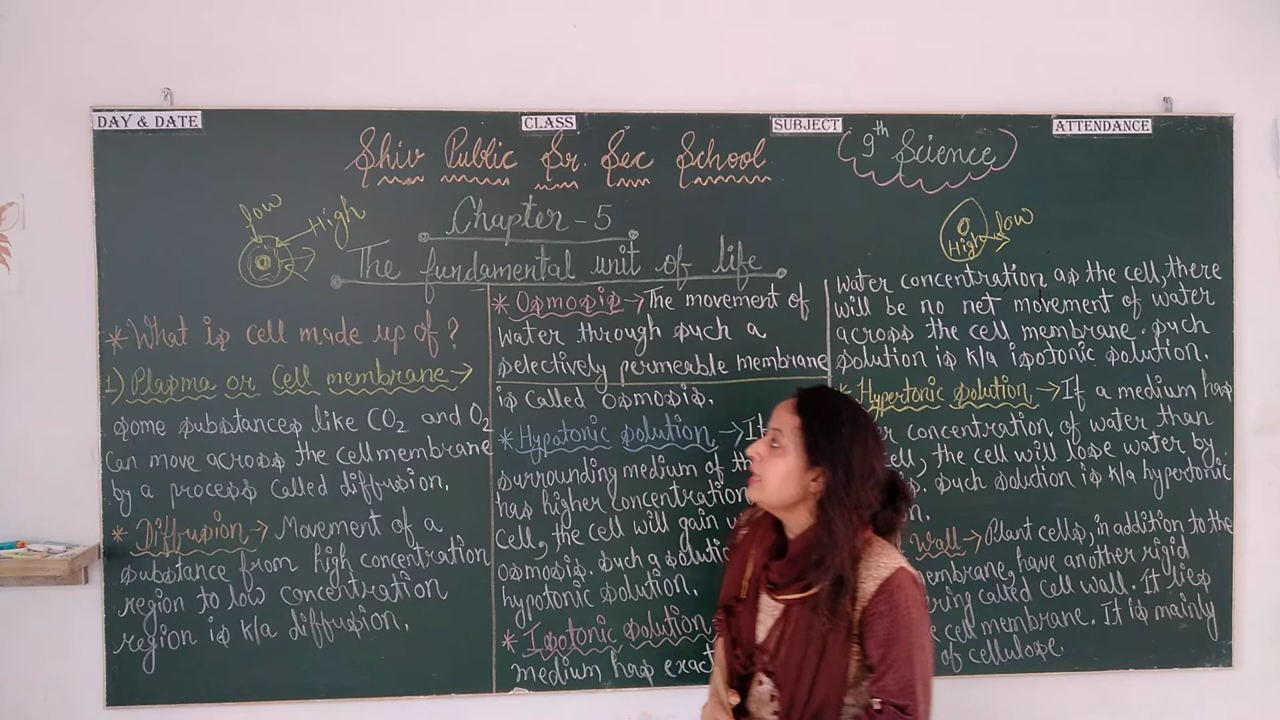 DAY & DATE
CLASS
SUBJECT
ATTENDANCE
Shiv Public Sr. Sec School
9th Science
low
High
Chapter - 5
The fundamental unit of life
High
low
* What is cell made up of?
1) Plasma or Cell membrane →
some substances like CO2 and O2
can move across the cell membrane
by a process called diffusion.
* Diffusion → Movement of a
substance from high concentration
region to low concentration
region is k/a diffusion.
* Osmosis → The movement of
water through such a
selectively permeable membrane
is called Osmosis.
* Hypotonic solution → If
surrounding medium of
has higher concentration
cell, the cell will gain
Osmosis. Such a
hypotonic solution.
* Isotonic solution
medium has
water concentration as the cell, there
will be no net movement of water
across the cell membrane. Such
solution is k/a isotonic solution.
* Hypertonic solution → If a medium has
concentration of water than
cell, the cell will lose water by
such solution is k/a hypertonic
Wall → Plant cells, in addition to the
membrane, have another rigid
called cell wall. It lies
cell membrane. It is mainly
of cellulose.